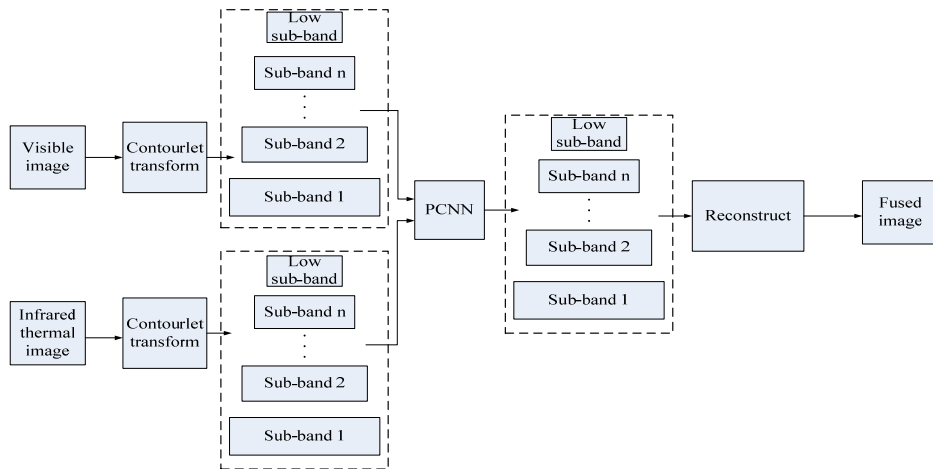 Visible
image
Contourlet
transform
Low
sub-band
Sub-band n
Sub-band 2
Sub-band 1
Infrared
thermal
image
Contourlet
transform
Low
sub-band
Sub-band n
Sub-band 2
Sub-band 1
PCNN
Low
sub-band
Sub-band n
Sub-band 2
Sub-band 1
Reconstruct
Fused
image